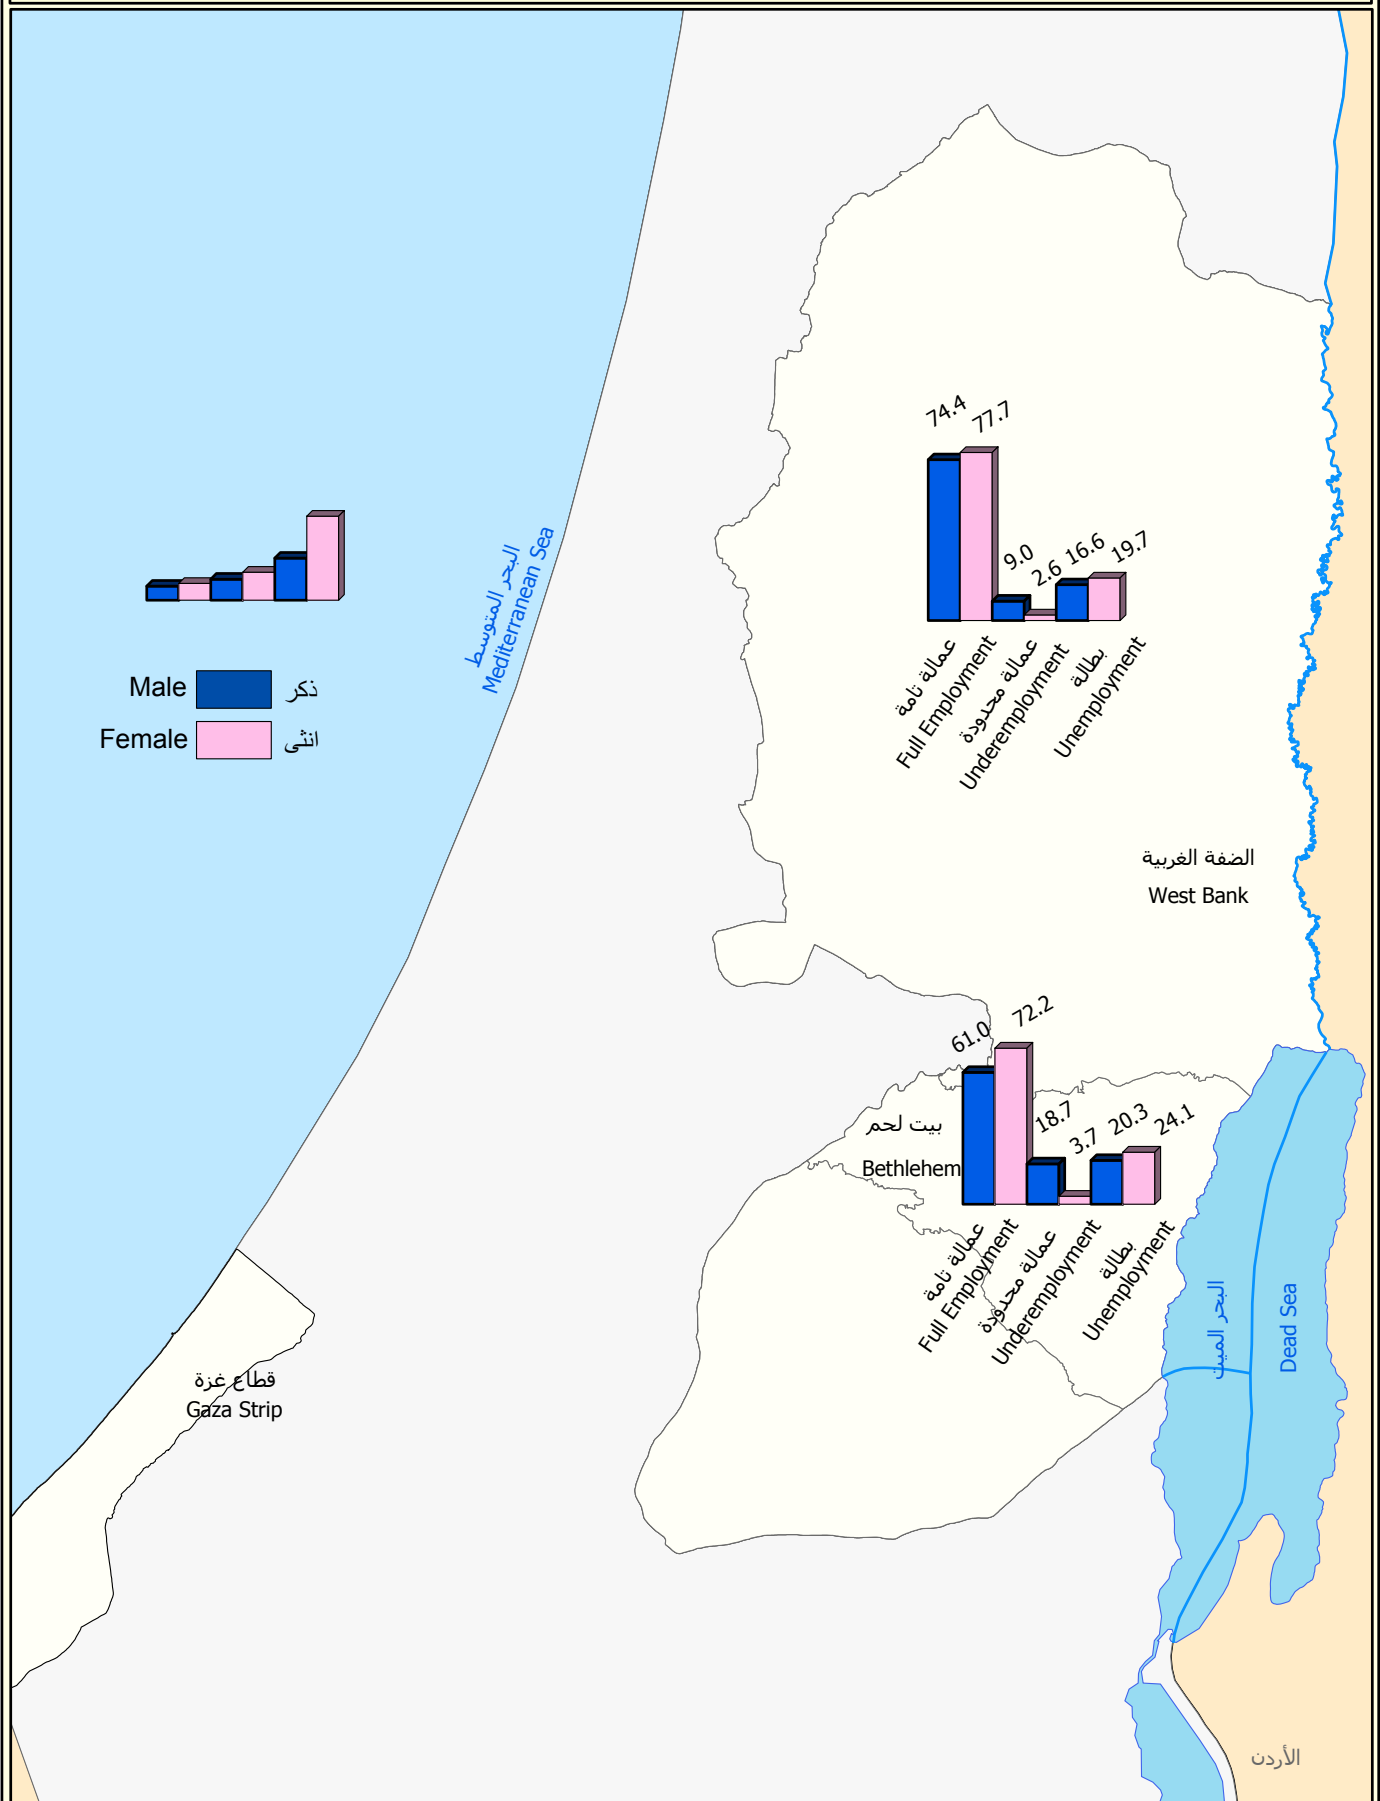 74.4
77.7
9.0
2.6
16.6
19.7
عمالة تامة
Full Employment
عمالة محدودة
Underemployment
بطالة
Unemployment
البحر المتوسط
Mediterranean Sea
Male
ذكر
Female
انثى
الضفة الغربية
West Bank
61.0
72.2
18.7
3.7
20.3
24.1
بيت لحم
Bethlehem
عمالة تامة
Full Employment
عمالة محدودة
Underemployment
بطالة
Unemployment
البحر الميت
Dead Sea
قطاع غزة
Gaza Strip
الأردن